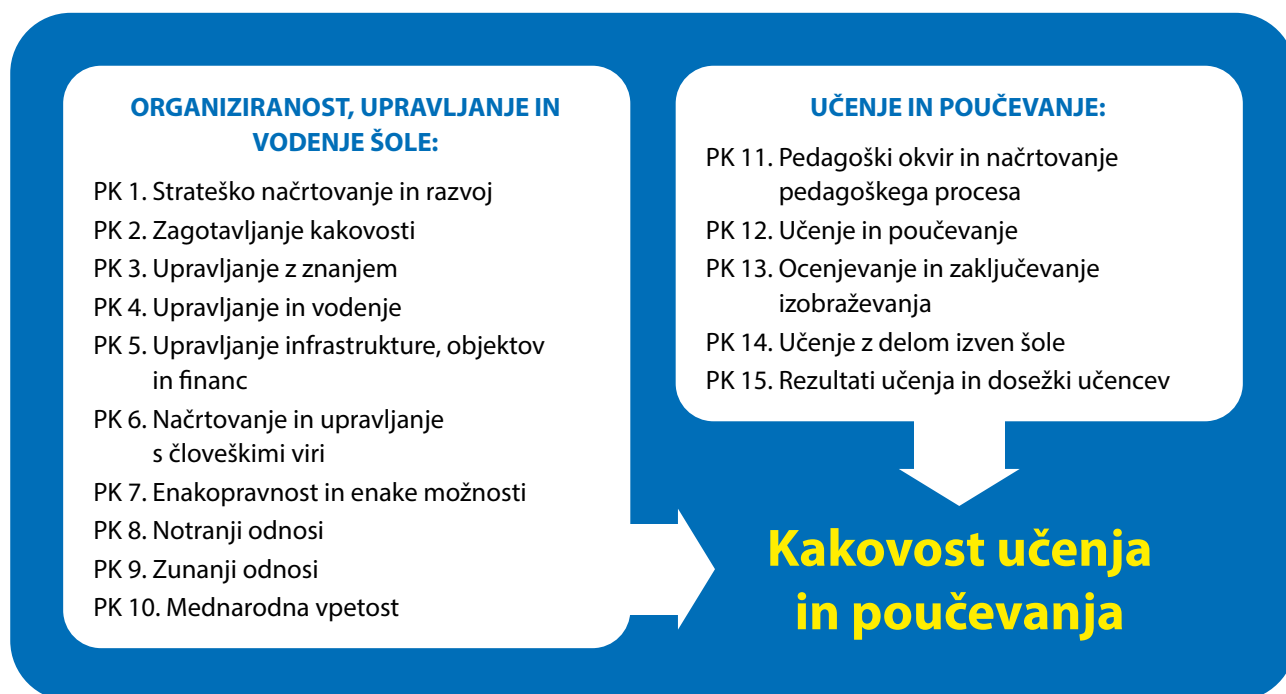 ORGANIZIRANOST, UPRAVLJANJE IN
VODENJE ŠOLE:
PK 1. Strateško načrtovanje in razvoj
PK 2. Zagotavljanje kakovosti
PK 3. Upravljanje z znanjem
PK 4. Upravljanje in vodenje
PK 5. Upravljanje infrastrukture, objektov
in financ
PK 6. Načrtovanje in upravljanje
s človeškimi viri
PK 7. Enakopravnost in enake možnosti
PK 8. Notranji odnosi
PK 9. Zunanji odnosi
PK 10. Mednarodna vpetost
UČENJE IN POUČEVANJE:
PK 11. Pedagoški okvir in načrtovanje
pedagoškega procesa
PK 12. Učenje in poučevanje
PK 13. Ocenjevanje in zaključevanje
izobraževanja
PK 14. Učenje z delom izven šole
PK 15. Rezultati učenja in dosežki učencev
Kakovost učenja
in poučevanja